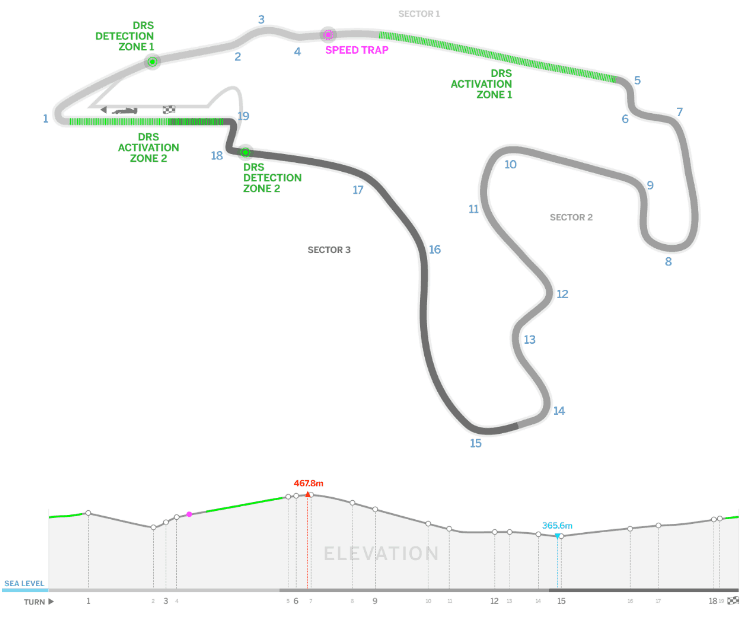 SECTOR 1
3
DRS
DETECTION
ZONE 1
4
SPEED TRAP
2
DRS
ACTIVATION
ZONE 1
5
6
7
1
19
DRS
ACTIVATION
ZONE 2
18
DRS
DETECTION
ZONE 2
17
10
9
11
SECTOR 2
SECTOR 3
16
8
12
13
14
15
467.8m
365.6m
ELEVATION
SEA LEVEL
TURN 1 2 3 4 5 6 7 8 9 10 11 12 13 14 15 16 17 18 19